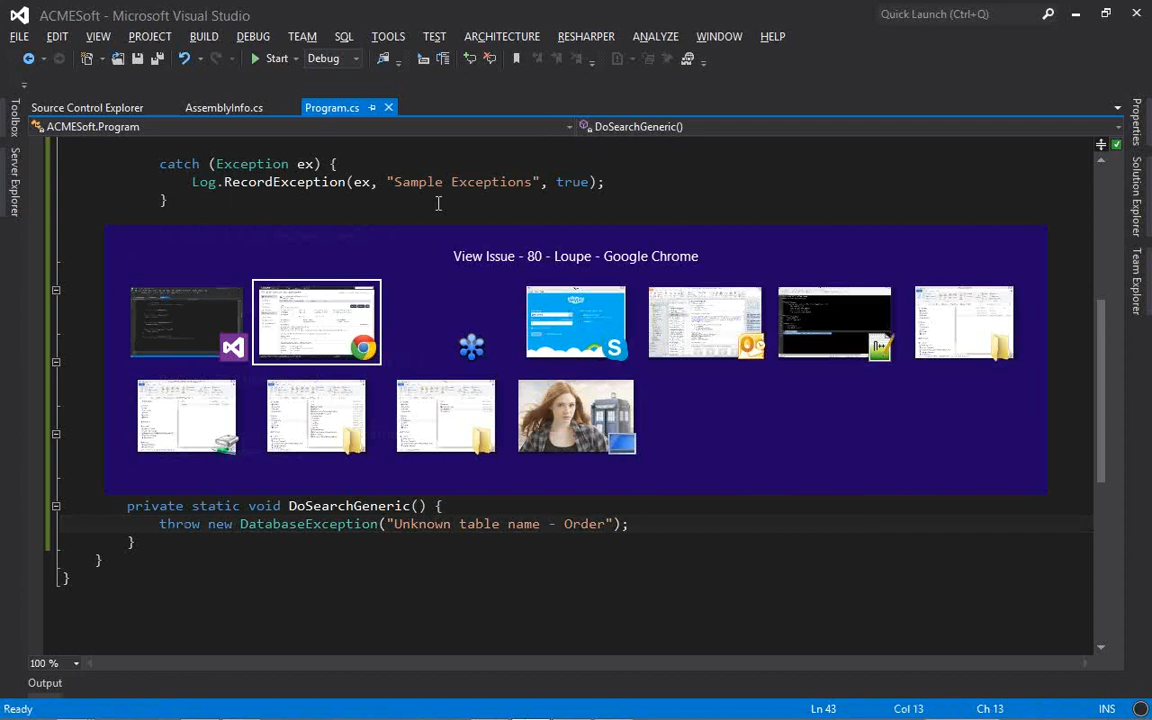 ACMESoft - Microsoft Visual Studio
Quick Launch (Ctrl+Q)
FILE EDIT VIEW PROJECT BUILD DEBUG TEAM SQL TOOLS TEST ARCHITECTURE RESHARPER ANALYZE WINDOW HELP
Start Debug
Source Control Explorer AssemblyInfo.cs Program.cs
ACMESoft.Program DoSearchGeneric()
Toolbox
Server Explorer
Properties
Solution Explorer
Team Explorer
catch (Exception ex) {
Log.RecordException(ex, "Sample Exceptions", true);
}
View Issue - 80 - Loupe - Google Chrome
private static void DoSearchGeneric() {
throw new DatabaseException("Unknown table name - Order");
}
}
}
100 %
Output
Ready Ln 43 Col 13 Ch 13 INS